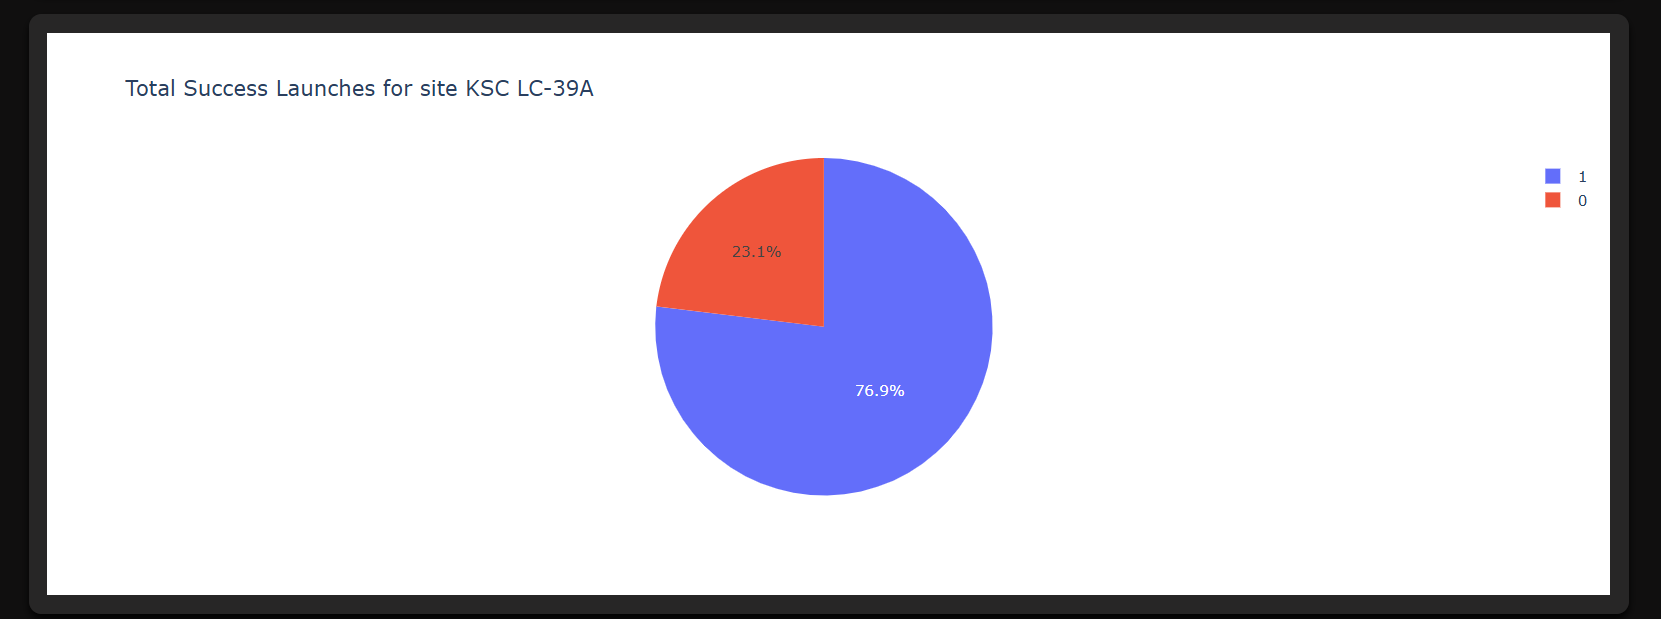 Total Success Launches for site KSC LC-39A
1
0
23.1%
76.9%